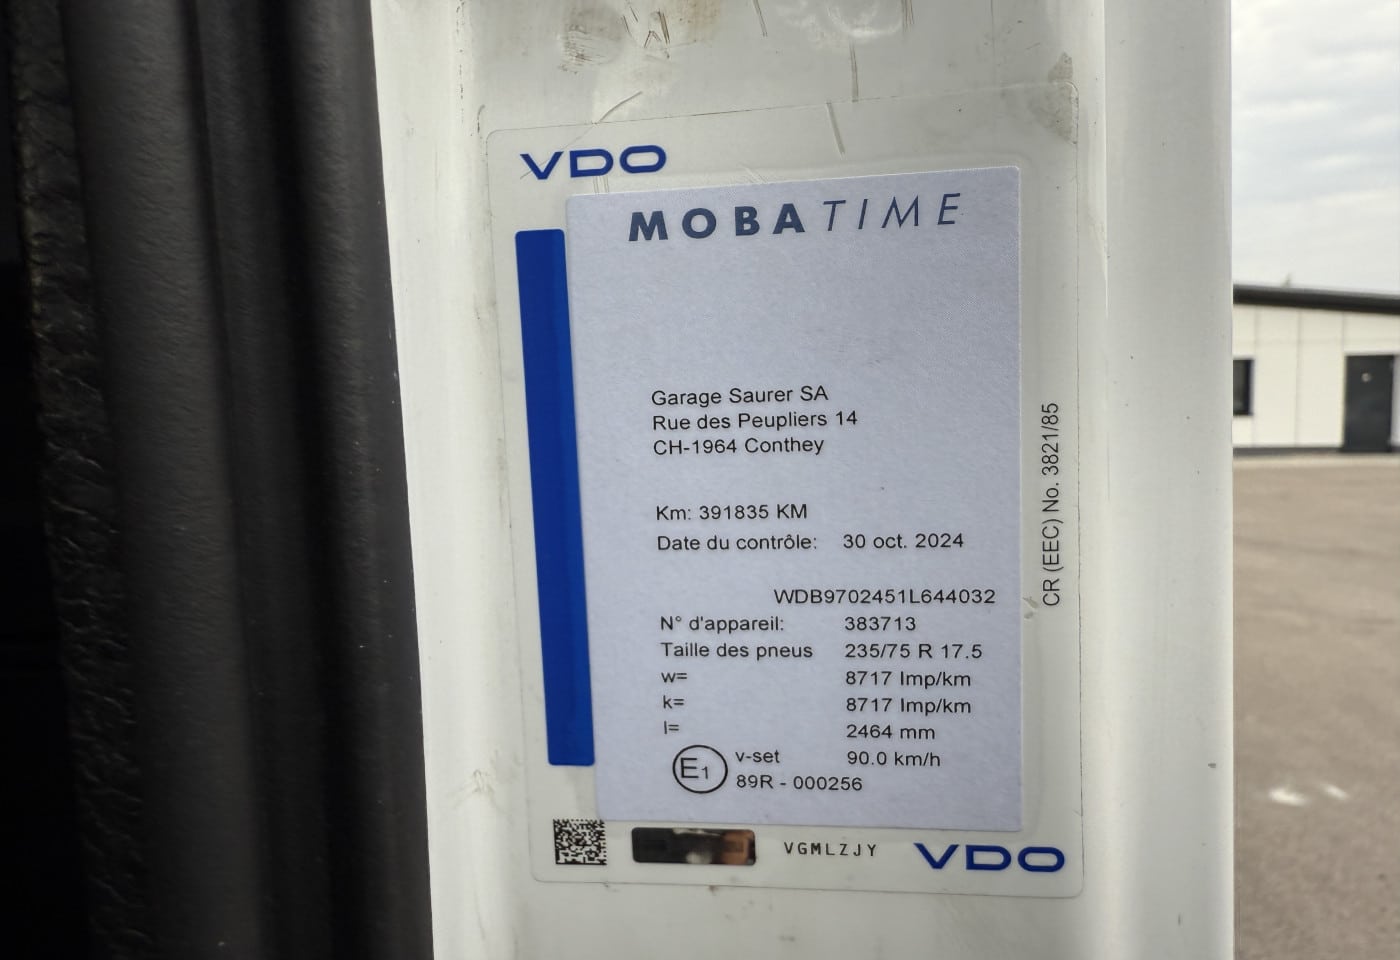 VDO
MOBATIME
Garage Saurer SA
Rue des Peupliers 14
CH-1964 Conthey
Km: 391835 KM
Date du contrôle: 30 oct. 2024
WDB9702451L644032
N° d'appareil: 383713
Taille des pneus 235/75 R 17.5
w= 8717 Imp/km
k= 8717 Imp/km
l= 2464 mm
E1 v-set 90.0 km/h
89R - 000256
CR (EEC) No. 3821/85
VGMLZJY
VDO